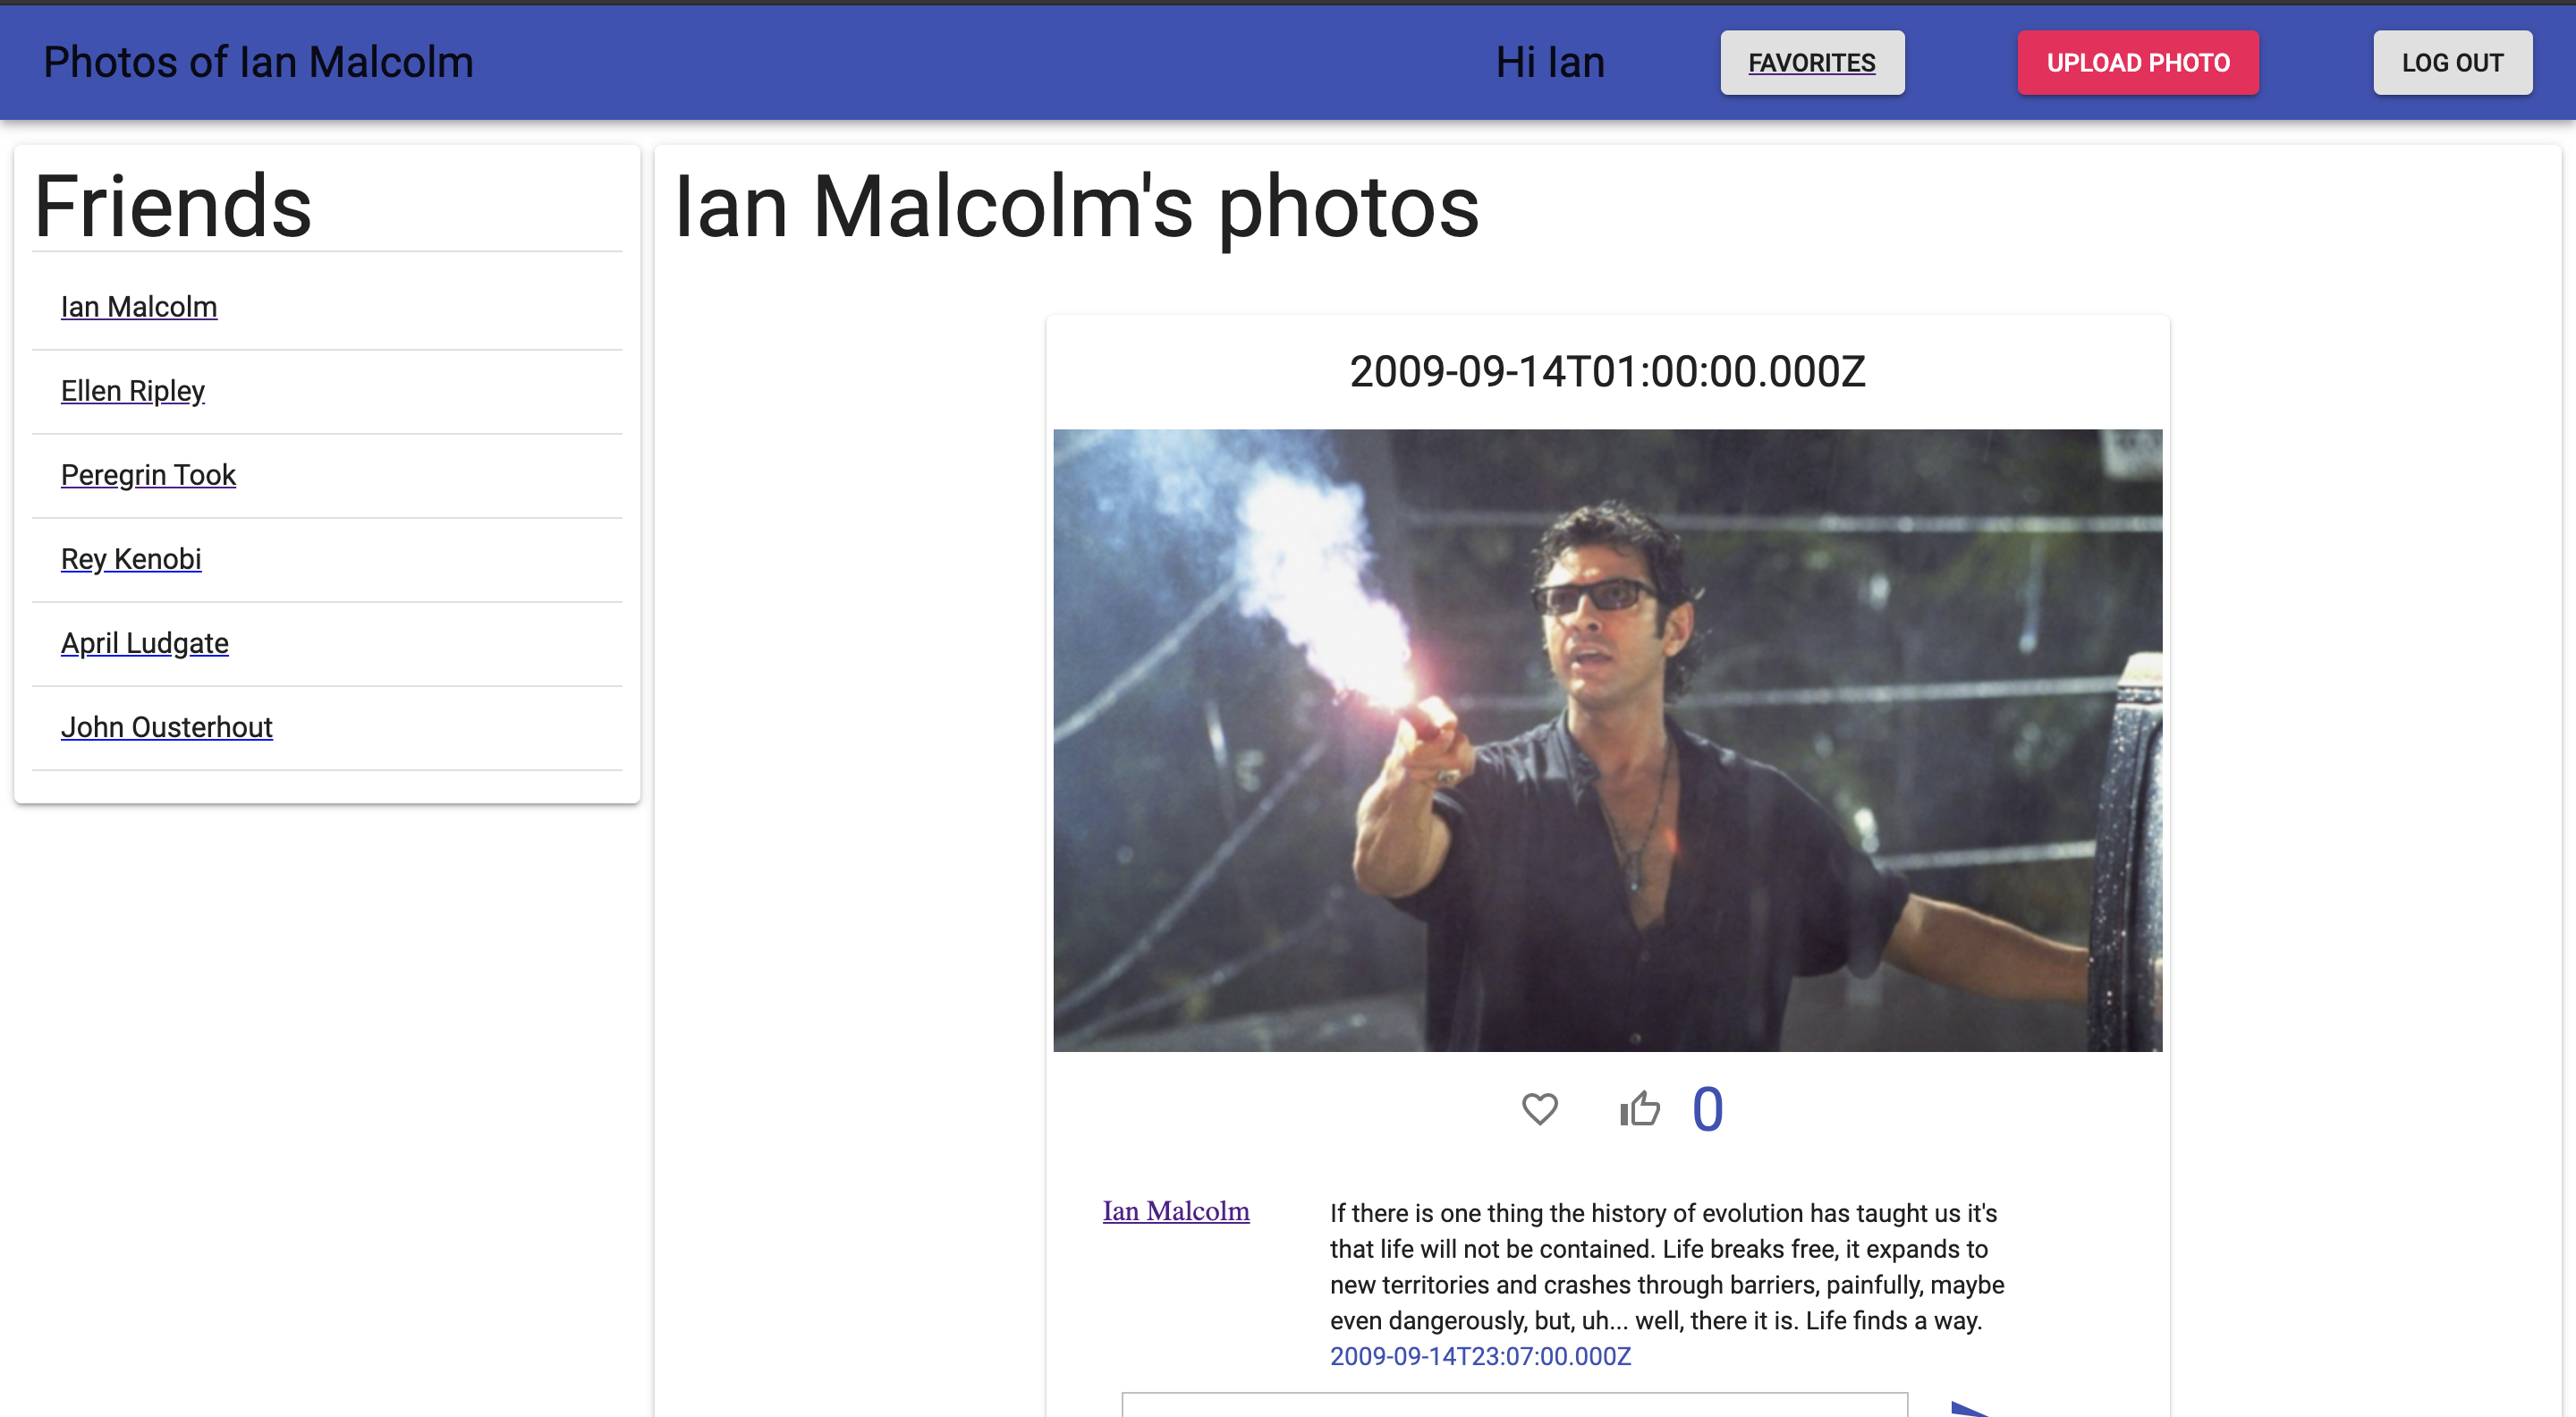 Photos of Ian Malcolm
Hi Ian
FAVORITES
UPLOAD PHOTO
LOG OUT
Friends
Ian Malcolm
Ellen Ripley
Peregrin Took
Rey Kenobi
April Ludgate
John Ousterhout
Ian Malcolm's photos
2009-09-14T01:00:00.000Z
0
Ian Malcolm
If there is one thing the history of evolution has taught us it's
that life will not be contained. Life breaks free, it expands to
new territories and crashes through barriers, painfully, maybe
even dangerously, but, uh... well, there it is. Life finds a way.
2009-09-14T23:07:00.000Z